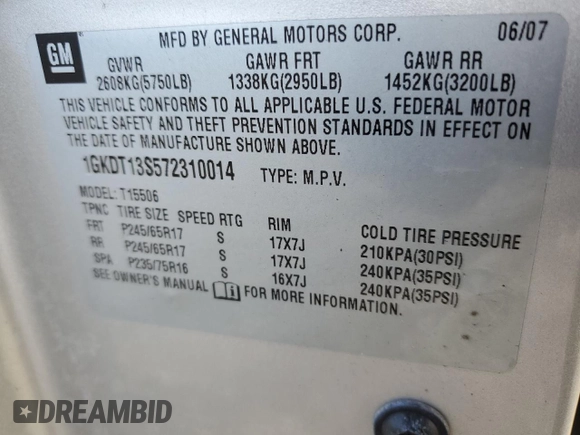 GM
MFD BY GENERAL MOTORS CORP. 06/07
GVWR GAWR FRT GAWR RR
2608KG(5750LB) 1338KG(2950LB) 1452KG(3200LB)
THIS VEHICLE CONFORMS TO ALL APPLICABLE U.S. FEDERAL MOTOR
VEHICLE SAFETY AND THEFT PREVENTION STANDARDS IN EFFECT ON
THE DATE OF MANUFACTURE SHOWN ABOVE.
1GKDT13S572310014 TYPE: M.P.V.
MODEL: T15506
TPNC TIRE SIZE SPEED RTG RIM COLD TIRE PRESSURE
FRT P245/65R17 S 17X7J 210KPA(30PSI)
RR P245/65R17 S 17X7J 240KPA(35PSI)
SPA P235/75R16 S 16X7J 240KPA(35PSI)
SEE OWNER'S MANUAL FOR MORE INFORMATION.
DREAMBID